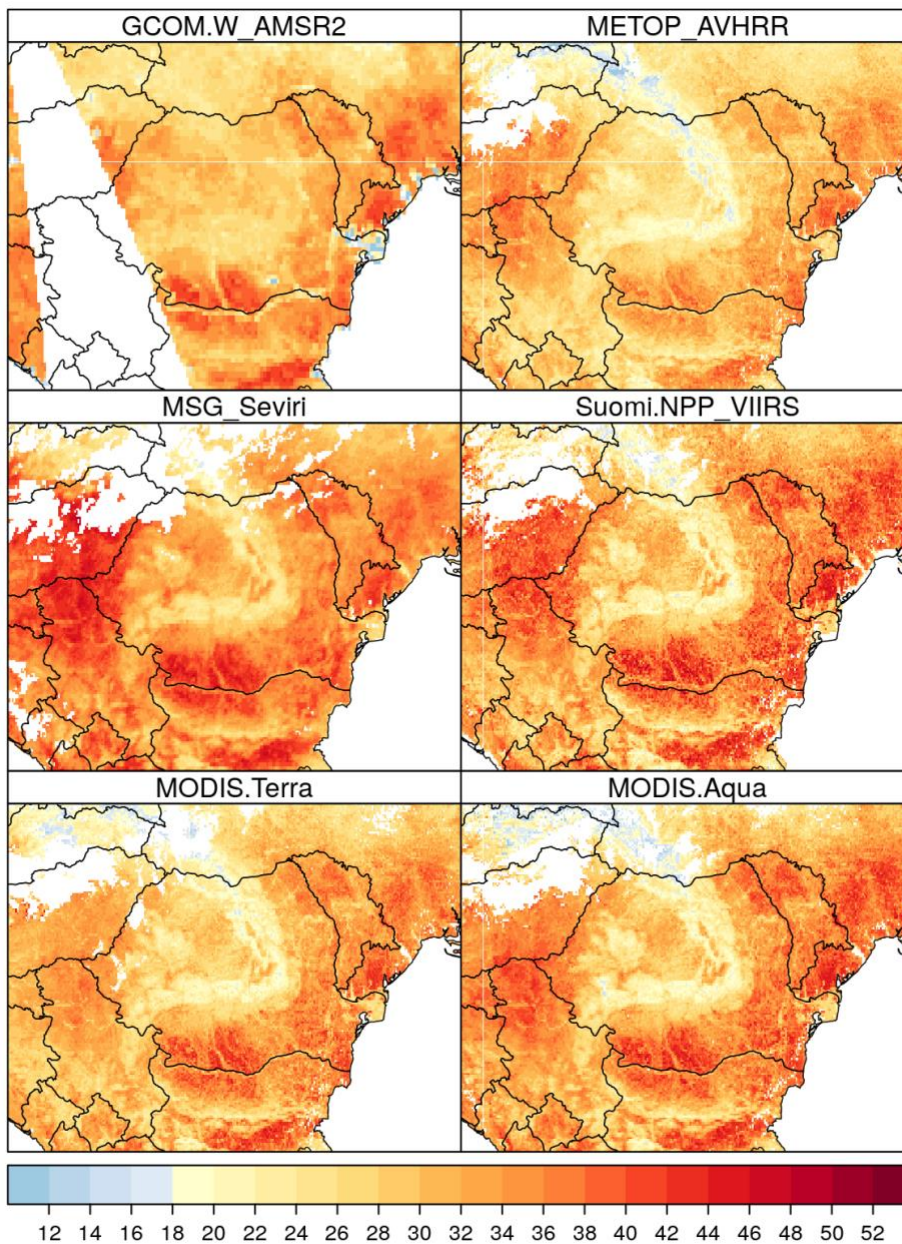 GCOM.W_AMSR2 METOP_AVHRR
MSG_Seviri Suomi.NPP_VIIRS
MODIS.Terra MODIS.Aqua
12 14 16 18 20 22 24 26 28 30 32 34 36 38 40 42 44 46 48 50 52